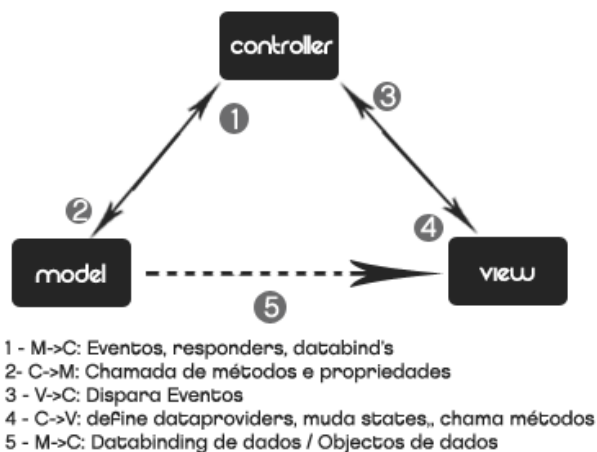 controller
1
3
2
4
model
view
5
1 - M->C: Eventos, responders, databind's
2- C->M: Chamada de métodos e propriedades
3 - V->C: Dispara Eventos
4 - C->V: define dataproviders, muda states,, chama métodos
5 - M->C: Databinding de dados / Objectos de dados